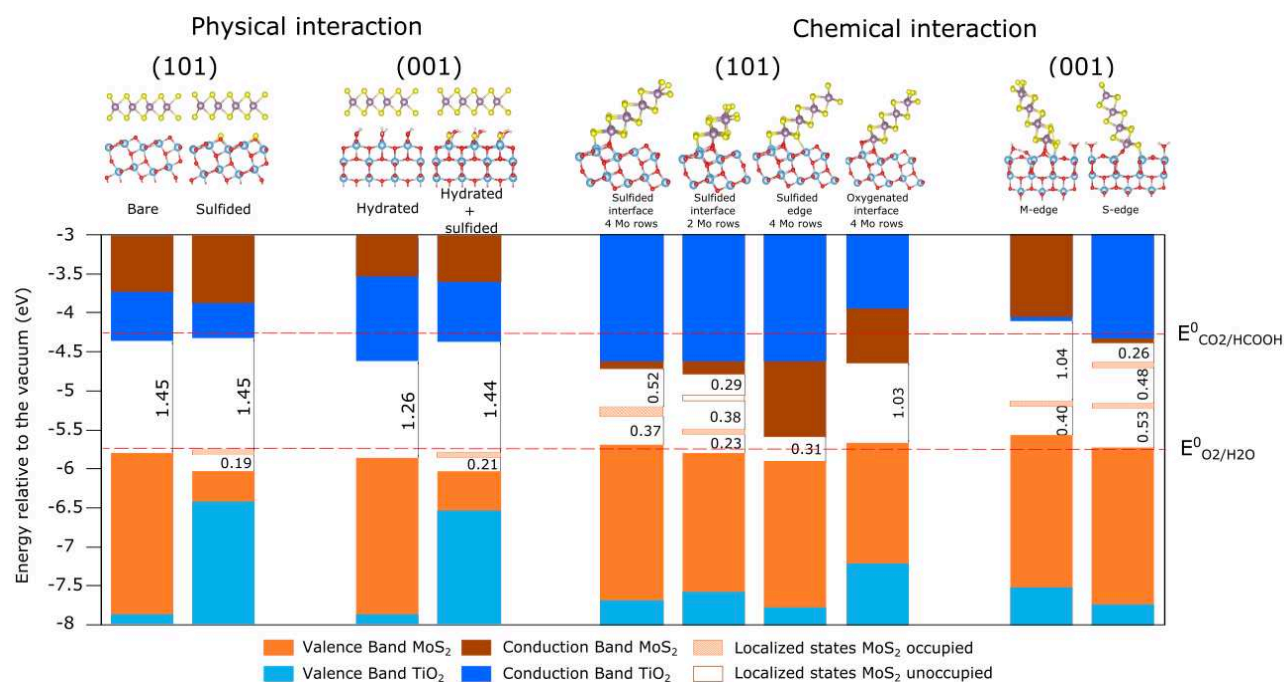 Physical interaction
Chemical interaction
(101)
(001)
(101)
(001)
Bare
Sulfided
Hydrated
Hydrated
+
sulfided
Sulfided
interface
4 Mo rows
Sulfided
interface
2 Mo rows
Sulfided
edge
4 Mo rows
Oxygenated
interface
4 Mo rows
M-edge
S-edge
Energy relative to the vacuum (eV)
-3
-3.5
-4
-4.5
-5
-5.5
-6
-6.5
-7
-7.5
-8
1.45
1.45
0.19
1.26
1.44
0.21
0.52
0.37
0.29
0.38
0.23
0.31
1.03
1.04
0.40
0.26
0.48
0.53
E⁰CO2/HCOOH
E⁰O2/H2O
Valence Band MoS₂
Conduction Band MoS₂
Localized states MoS₂ occupied
Valence Band TiO₂
Conduction Band TiO₂
Localized states MoS₂ unoccupied